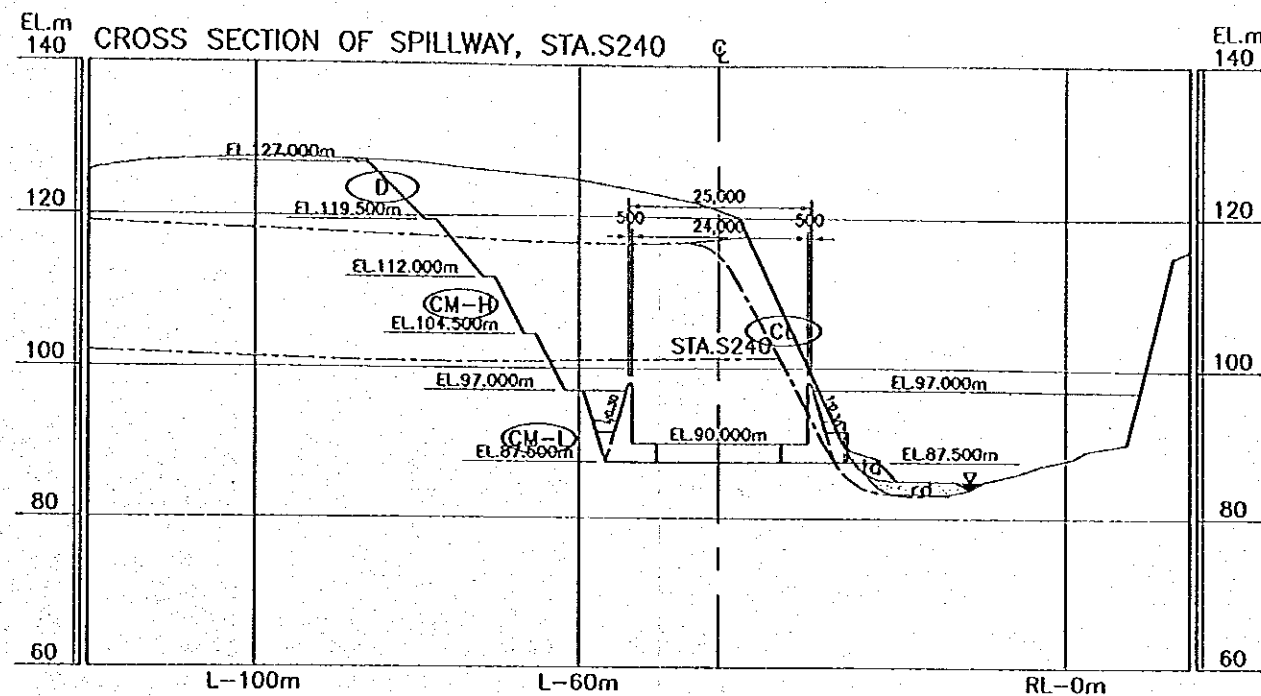 EL.m
EL.m
140
CROSS SECTION OF SPILLWAY, STA.S240
℄
140
EL.127.000m
D
25,000
120
EL.119.500m
500
24,000
500
120
EL.112.000m
CM-H
EL.104.500m
STA.S240
100
100
EL.97.000m
EL.97.000m
CM-L
EL.90.000m
EL.87.500m
EL.87.500m
td
rd
80
80
60
60
L-100m
L-60m
RL-0m